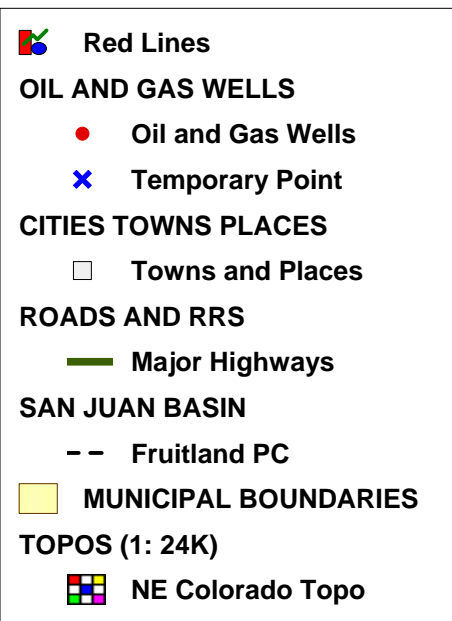 Red Lines
OIL AND GAS WELLS
Oil and Gas Wells
Temporary Point
CITIES TOWNS PLACES
Towns and Places
ROADS AND RRS
Major Highways
SAN JUAN BASIN
Fruitland PC
MUNICIPAL BOUNDARIES
TOPOS (1: 24K)
NE Colorado Topo